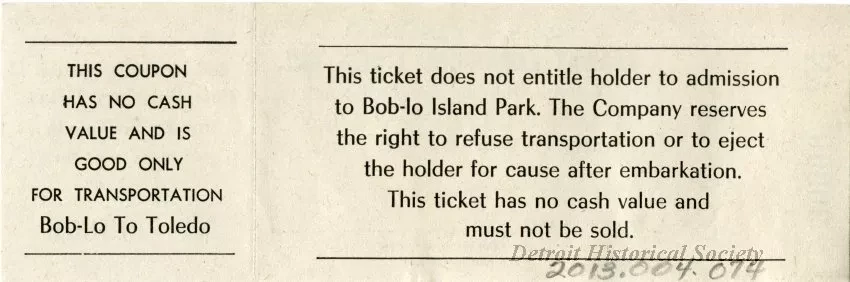 THIS COUPON
HAS NO CASH
VALUE AND IS
GOOD ONLY
FOR TRANSPORTATION
Bob-Lo To Toledo
This ticket does not entitle holder to admission
to Bob-lo Island Park. The Company reserves
the right to refuse transportation or to eject
the holder for cause after embarkation.
This ticket has no cash value and
must not be sold.
Detroit Historical Society
2013.004.074